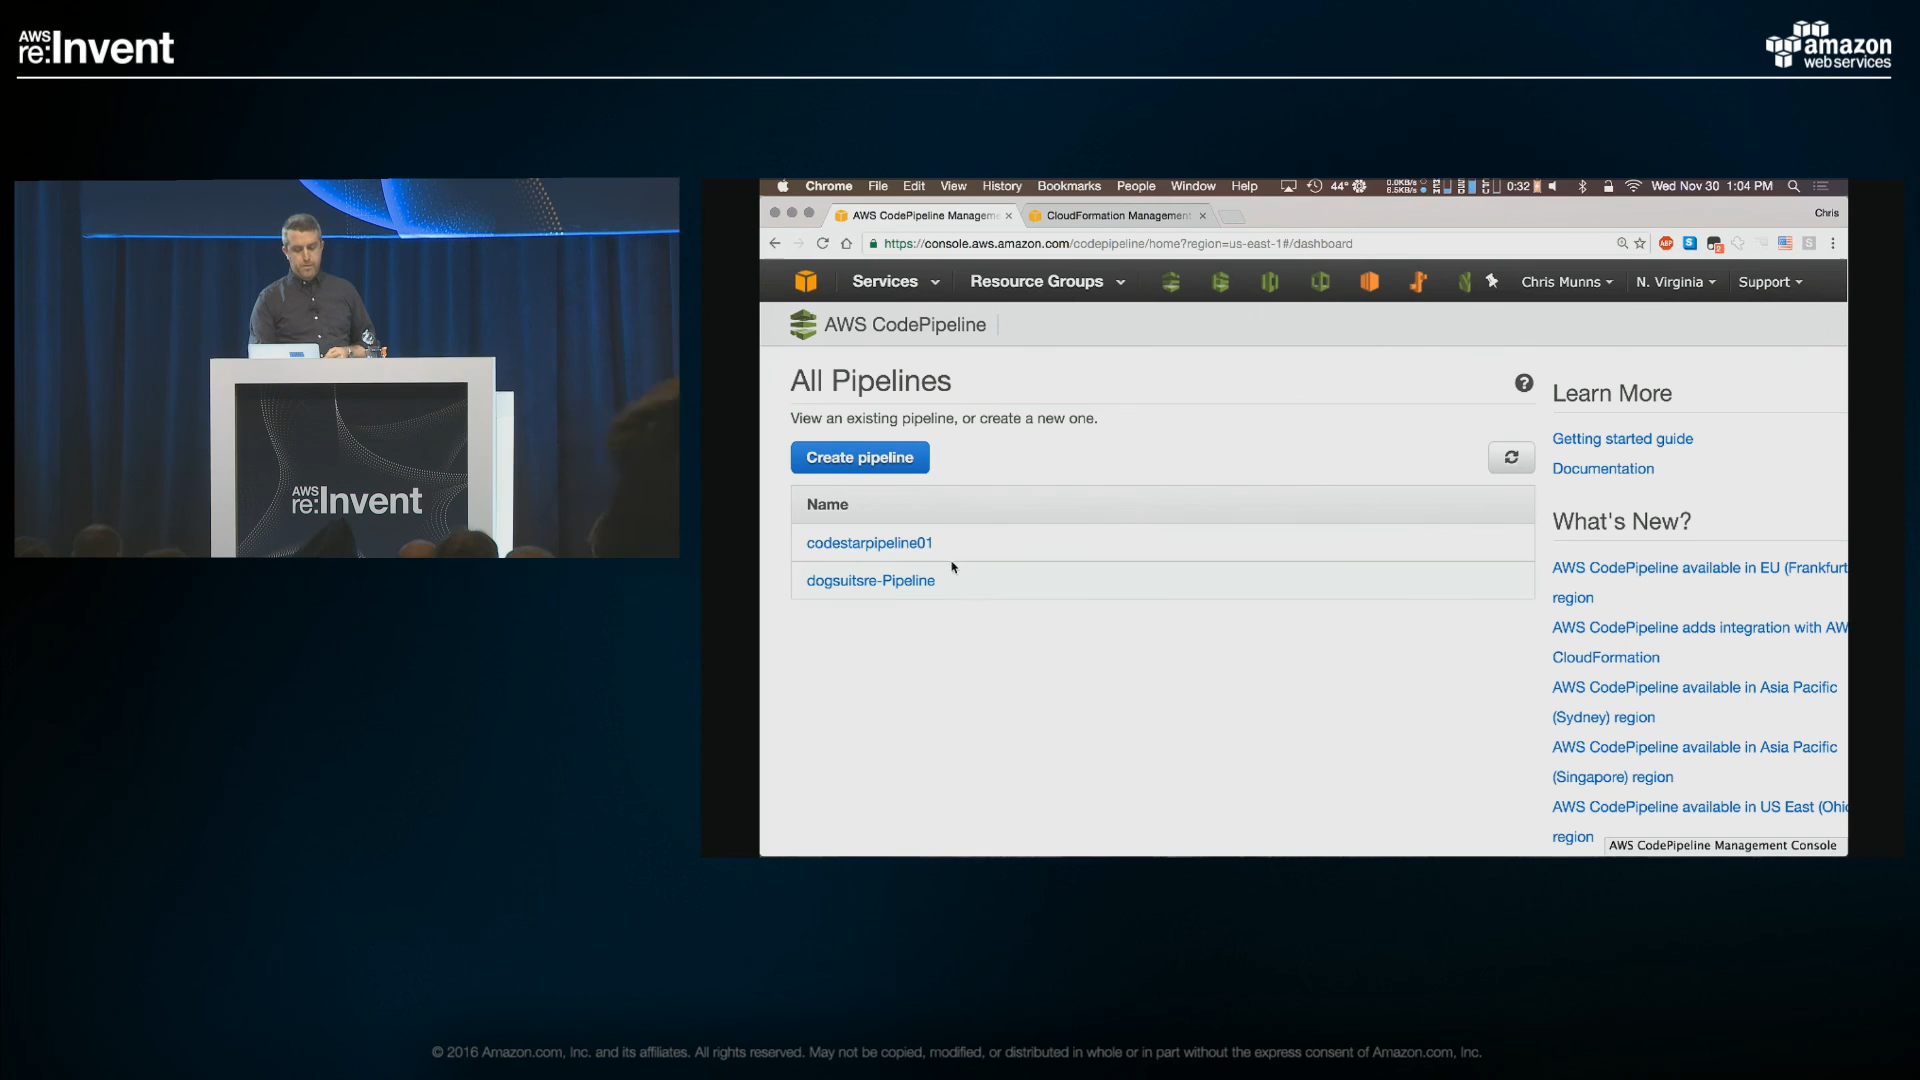 AWS
re:Invent
amazon
web services
AWS
re:Invent
Chrome File Edit View History Bookmarks People Window Help 44° 0:32 Wed Nov 30 1:04 PM
AWS CodePipeline Manageme × CloudFormation Management × Chris
https://console.aws.amazon.com/codepipeline/home?region=us-east-1#/dashboard ABP S 2 S
Services Resource Groups Chris Munns N. Virginia Support
AWS CodePipeline
All Pipelines ?
View an existing pipeline, or create a new one.
Create pipeline
Name
codestarpipeline01
dogsuitsre-Pipeline
Learn More
Getting started guide
Documentation
What's New?
AWS CodePipeline available in EU (Frankfurt
region
AWS CodePipeline adds integration with AW
CloudFormation
AWS CodePipeline available in Asia Pacific
(Sydney) region
AWS CodePipeline available in Asia Pacific
(Singapore) region
AWS CodePipeline available in US East (Ohio
region
AWS CodePipeline Management Console
© 2016 Amazon.com, Inc. and its affiliates. All rights reserved. May not be copied, modified, or distributed in whole or in part without the express consent of Amazon.com, Inc.